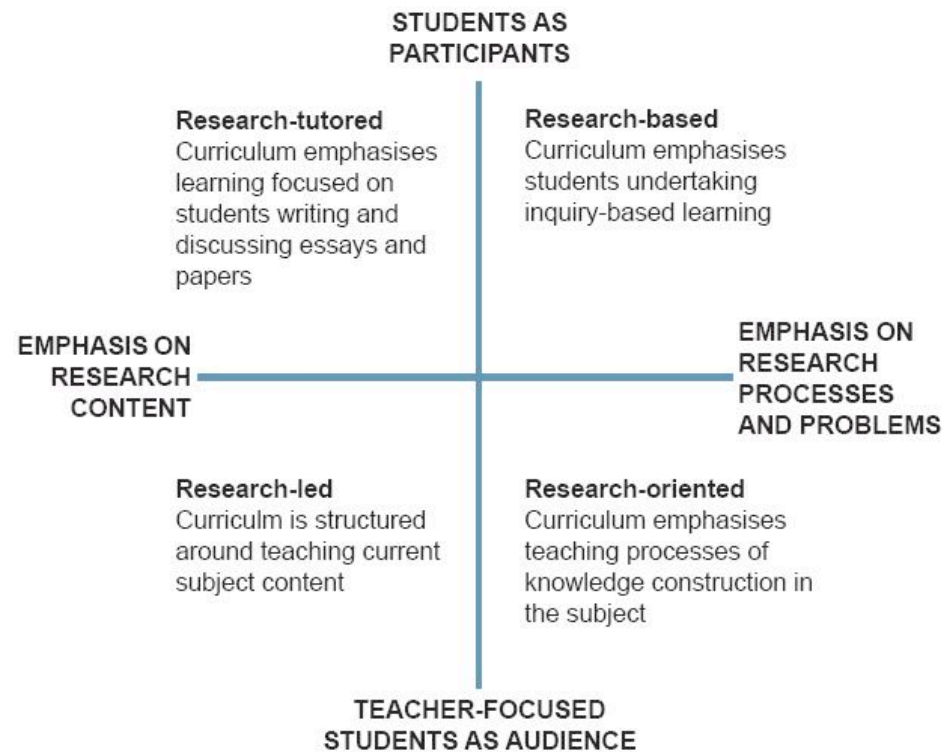 STUDENTS AS
PARTICIPANTS
Research-tutored
Curriculum emphasises
learning focused on
students writing and
discussing essays and
papers
Research-based
Curriculum emphasises
students undertaking
inquiry-based learning
EMPHASIS ON
RESEARCH
CONTENT
EMPHASIS ON
RESEARCH
PROCESSES
AND PROBLEMS
Research-led
Curriculm is structured
around teaching current
subject content
Research-oriented
Curriculum emphasises
teaching processes of
knowledge construction in
the subject
TEACHER-FOCUSED
STUDENTS AS AUDIENCE